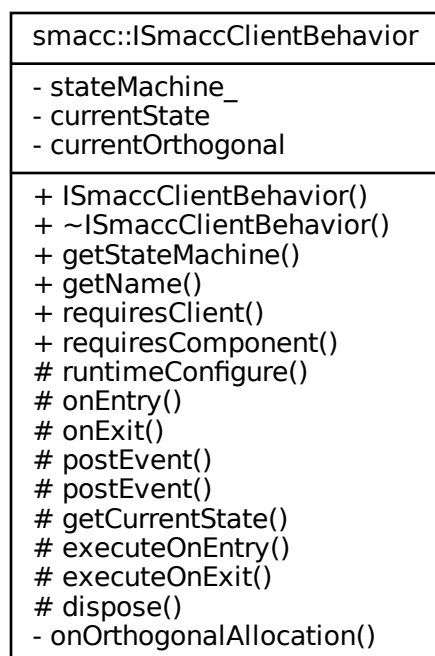 smacc::ISmaccClientBehavior
- stateMachine_
- currentState
- currentOrthogonal
+ ISmaccClientBehavior()
+ ~ISmaccClientBehavior()
+ getStateMachine()
+ getName()
+ requiresClient()
+ requiresComponent()
# runtimeConfigure()
# onEntry()
# onExit()
# postEvent()
# postEvent()
# getCurrentState()
# executeOnEntry()
# executeOnExit()
# dispose()
- onOrthogonalAllocation()